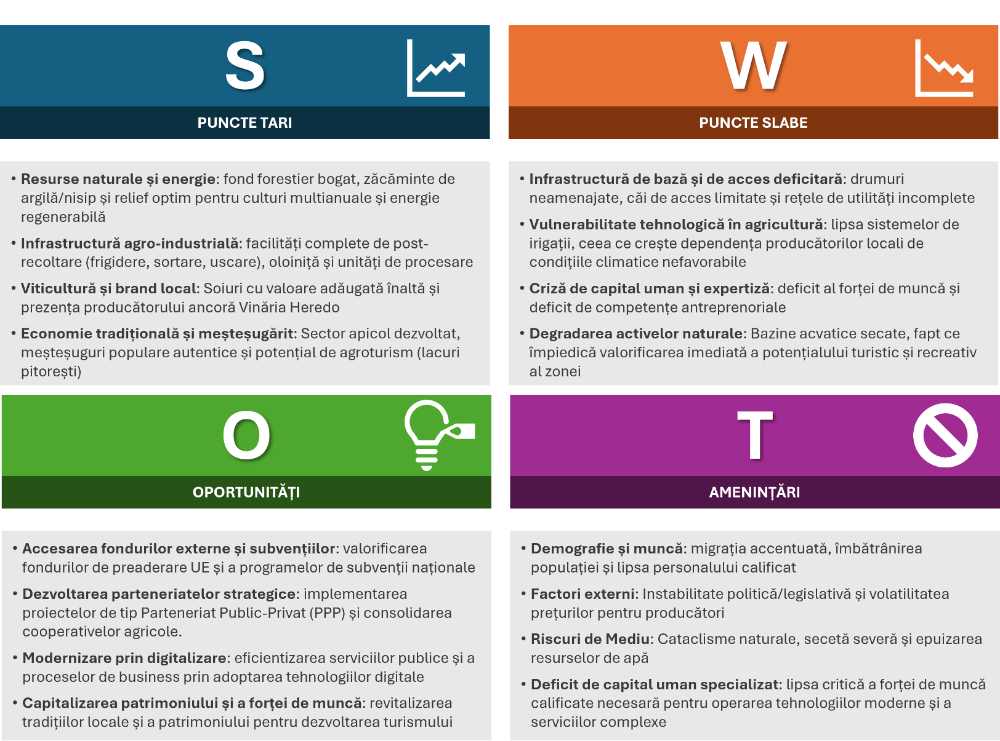 S
PUNCTE TARI
• Resurse naturale și energie: fond forestier bogat, zăcăminte de
argilă/nisip și relief optim pentru culturi multianuale și energie
regenerabilă
• Infrastructură agro-industrială: facilități complete de post-
recoltare (frigidere, sortare, uscare), oloiniță și unități de procesare
• Viticultură și brand local: Soiuri cu valoare adăugată înaltă și
prezența producătorului ancoră Vinăria Heredo
• Economie tradițională și meșteșugărit: Sector apicol dezvoltat,
meșteșuguri populare autentice și potențial de agroturism (lacuri
pitorești)
W
PUNCTE SLABE
• Infrastructură de bază și de acces deficitară: drumuri
neamenajate, căi de acces limitate și rețele de utilități incomplete
• Vulnerabilitate tehnologică în agricultură: lipsa sistemelor de
irigații, ceea ce crește dependența producătorilor locali de
condițiile climatice nefavorabile
• Criză de capital uman și expertiză: deficit al forței de muncă și
deficit de competențe antreprenoriale
• Degradarea activelor naturale: Bazine acvatice secate, fapt ce
împiedică valorificarea imediată a potențialului turistic și recreativ
al zonei
O
OPORTUNITĂȚI
• Accesarea fondurilor externe și subvențiilor: valorificarea
fondurilor de preaderare UE și a programelor de subvenții naționale
• Dezvoltarea parteneriatelor strategice: implementarea
proiectelor de tip Parteneriat Public-Privat (PPP) și consolidarea
cooperativelor agricole.
• Modernizare prin digitalizare: eficientizarea serviciilor publice și a
proceselor de business prin adoptarea tehnologiilor digitale
• Capitalizarea patrimoniului și a forței de muncă: revitalizarea
tradițiilor locale și a patrimoniului pentru dezvoltarea turismului
T
AMENINȚĂRI
• Demografie și muncă: migrația accentuată, îmbătrânirea
populației și lipsa personalului calificat
• Factori externi: Instabilitate politică/legislativă și volatilitatea
prețurilor pentru producători
• Riscuri de Mediu: Cataclisme naturale, secetă severă și epuizarea
resurselor de apă
• Deficit de capital uman specializat: lipsa critică a forței de muncă
calificate necesară pentru operarea tehnologiilor moderne și a
serviciilor complexe